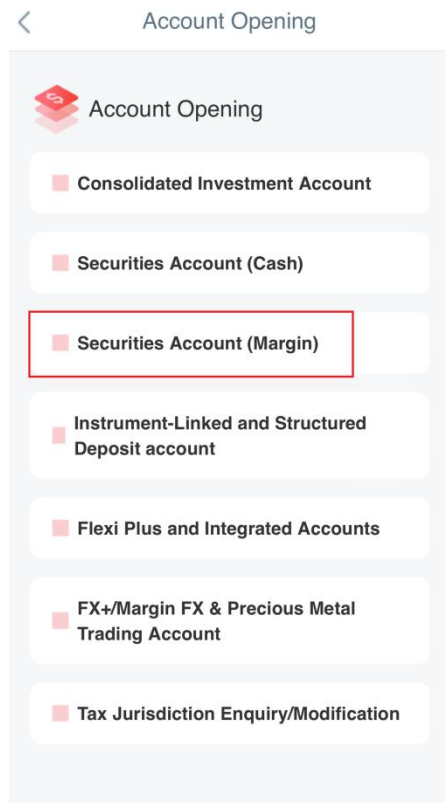 Account Opening
Account Opening
Consolidated Investment Account
Securities Account (Cash)
Securities Account (Margin)
Instrument-Linked and Structured
Deposit account
Flexi Plus and Integrated Accounts
FX+/Margin FX & Precious Metal
Trading Account
Tax Jurisdiction Enquiry/Modification